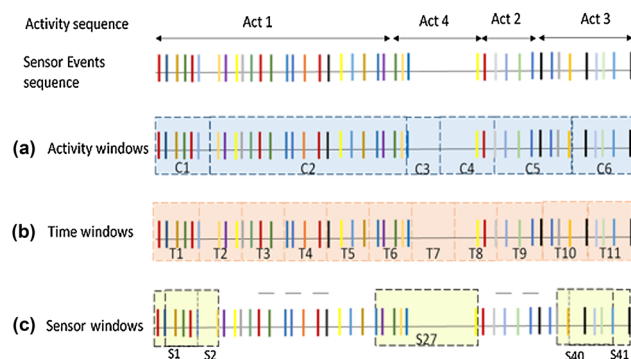 Activity sequence
Act 1 Act 4 Act 2 Act 3
Sensor Events
sequence
(a) Activity windows
C1 C2 C3 C4 C5 C6
(b) Time windows
T1 T2 T3 T4 T5 T6 T7 T8 T9 T10 T11
(c) Sensor windows
S1 S2 S27 S40 S41